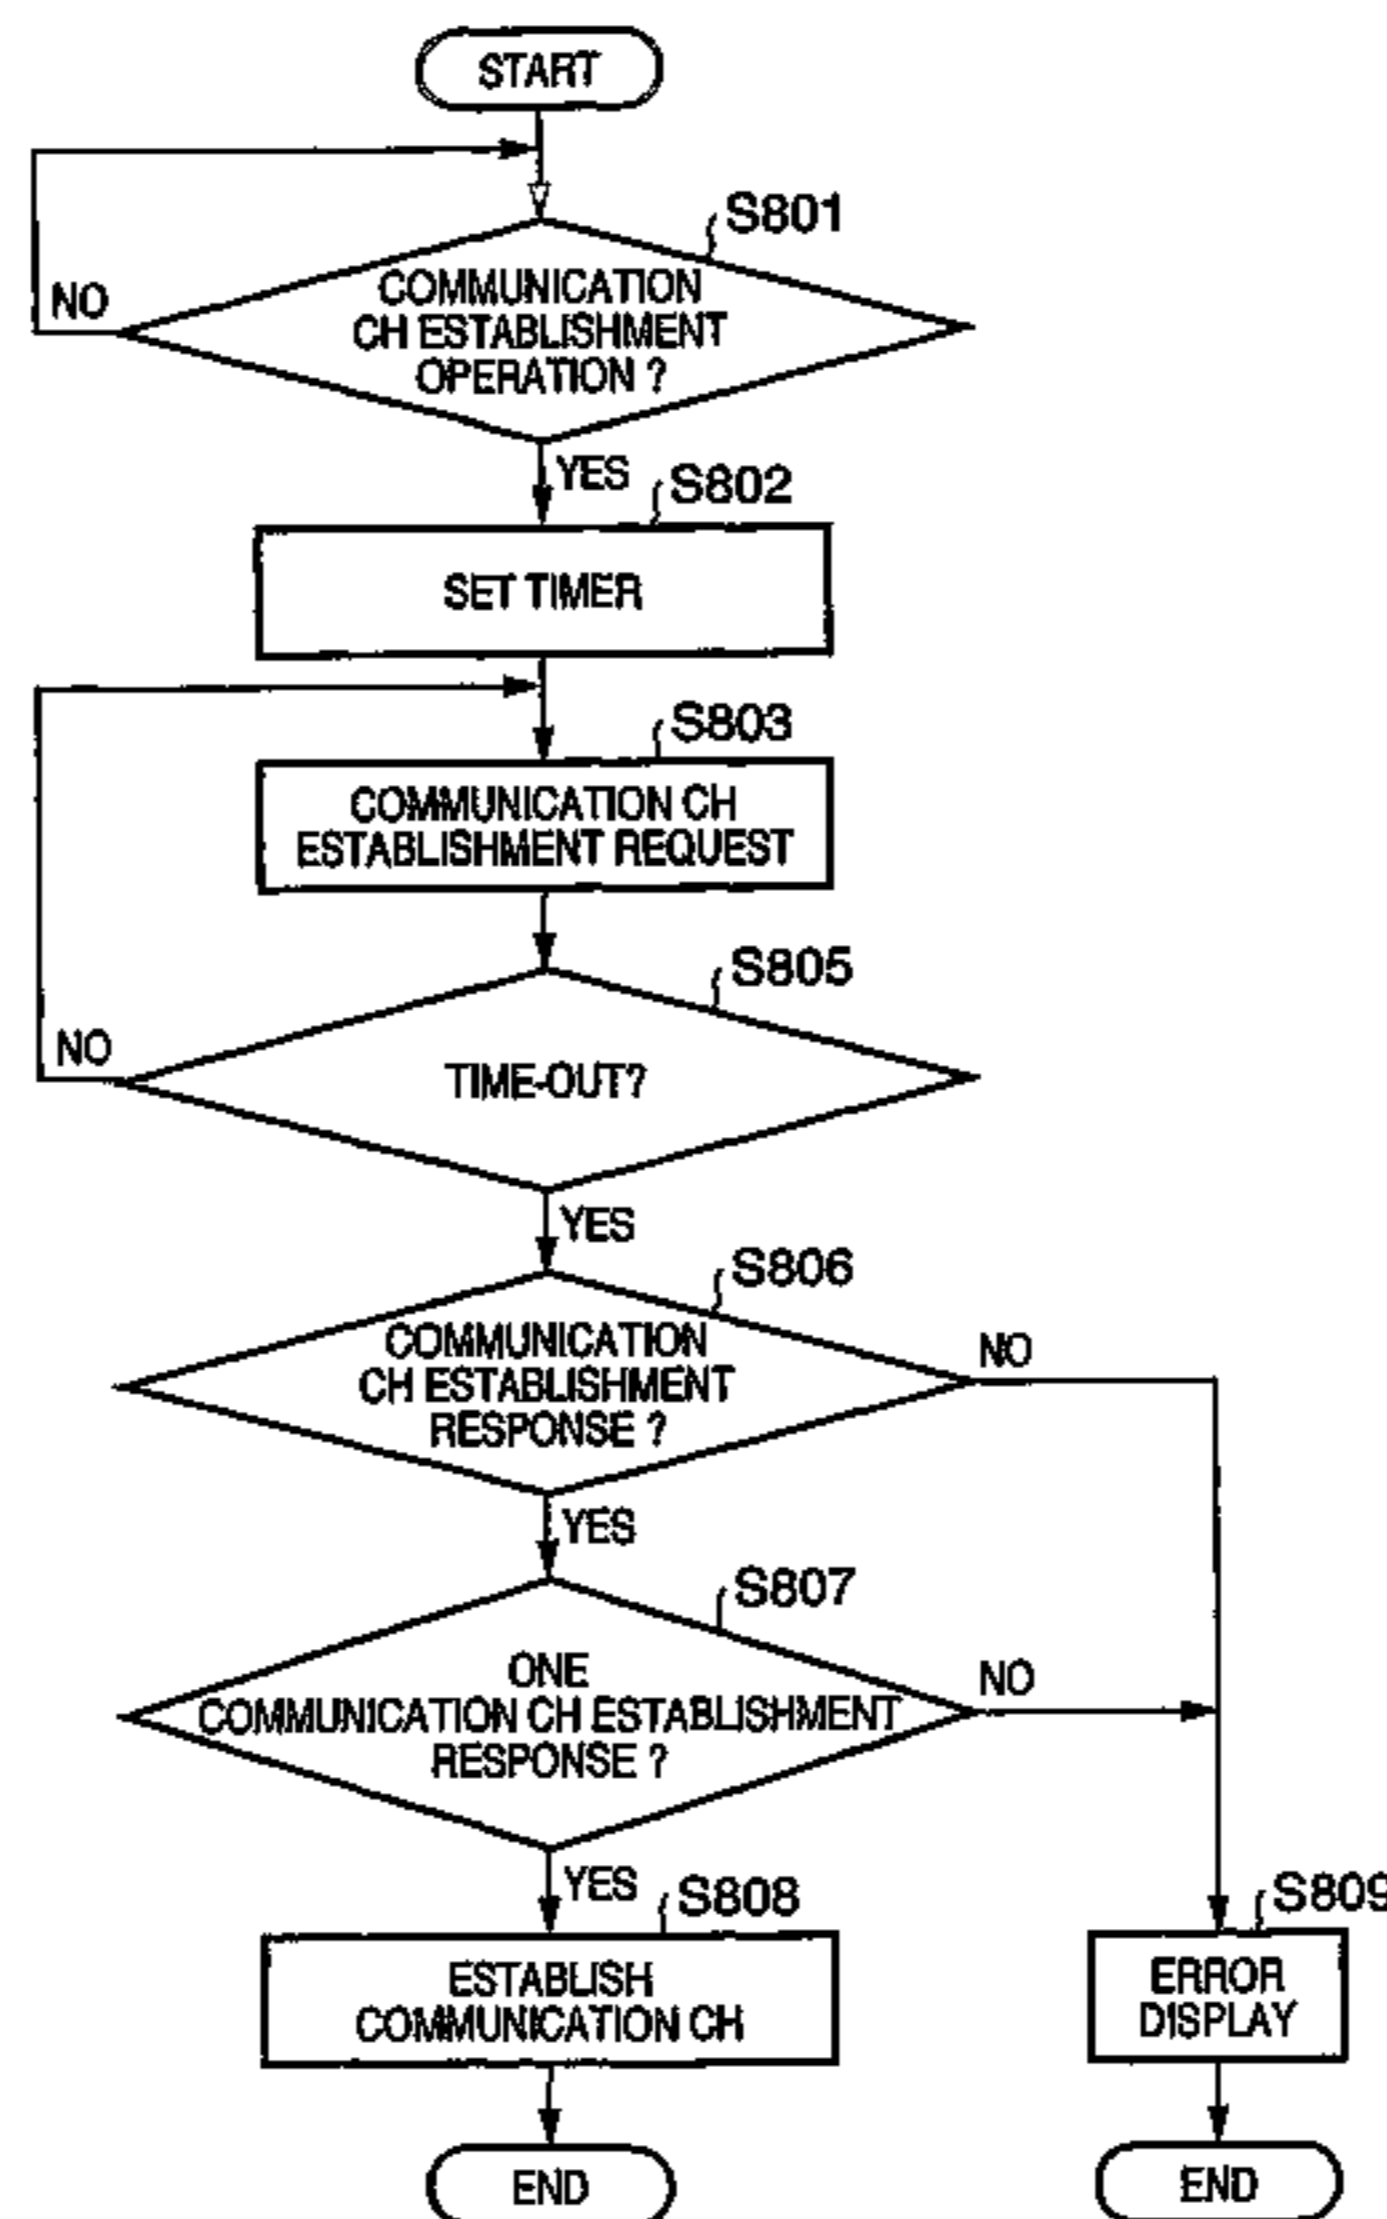 START
S801
COMMUNICATION
CH ESTABLISHMENT
OPERATION ?
NO
YES
S802
SET TIMER
S803
COMMUNICATION CH
ESTABLISHMENT REQUEST
S805
TIME-OUT?
NO
YES
S806
COMMUNICATION
CH ESTABLISHMENT
RESPONSE ?
NO
YES
S807
ONE
COMMUNICATION CH ESTABLISHMENT
RESPONSE ?
NO
YES
S808
ESTABLISH
COMMUNICATION CH
S809
ERROR
DISPLAY
END
END